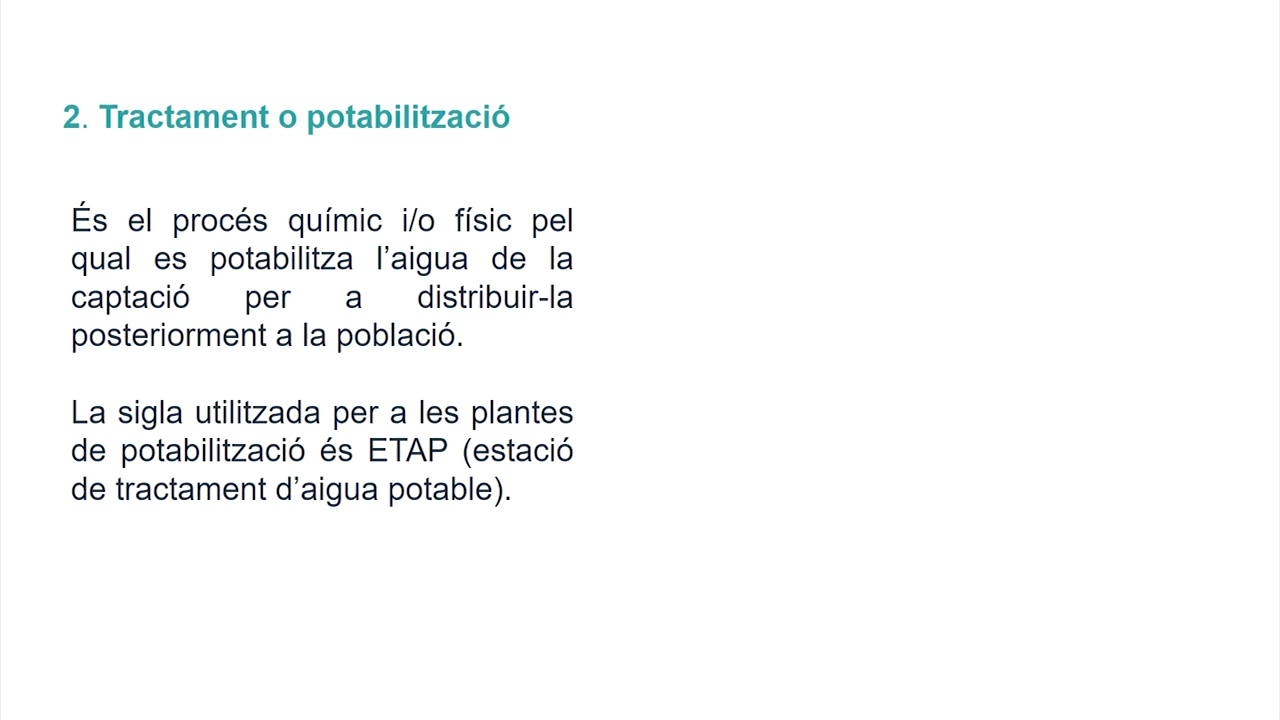 2. Tractament o potabilització
És el procés químic i/o físic pel
qual es potabilitza l’aigua de la
captació per a distribuir-la
posteriorment a la població.
La sigla utilitzada per a les plantes
de potabilització és ETAP (estació
de tractament d’aigua potable).